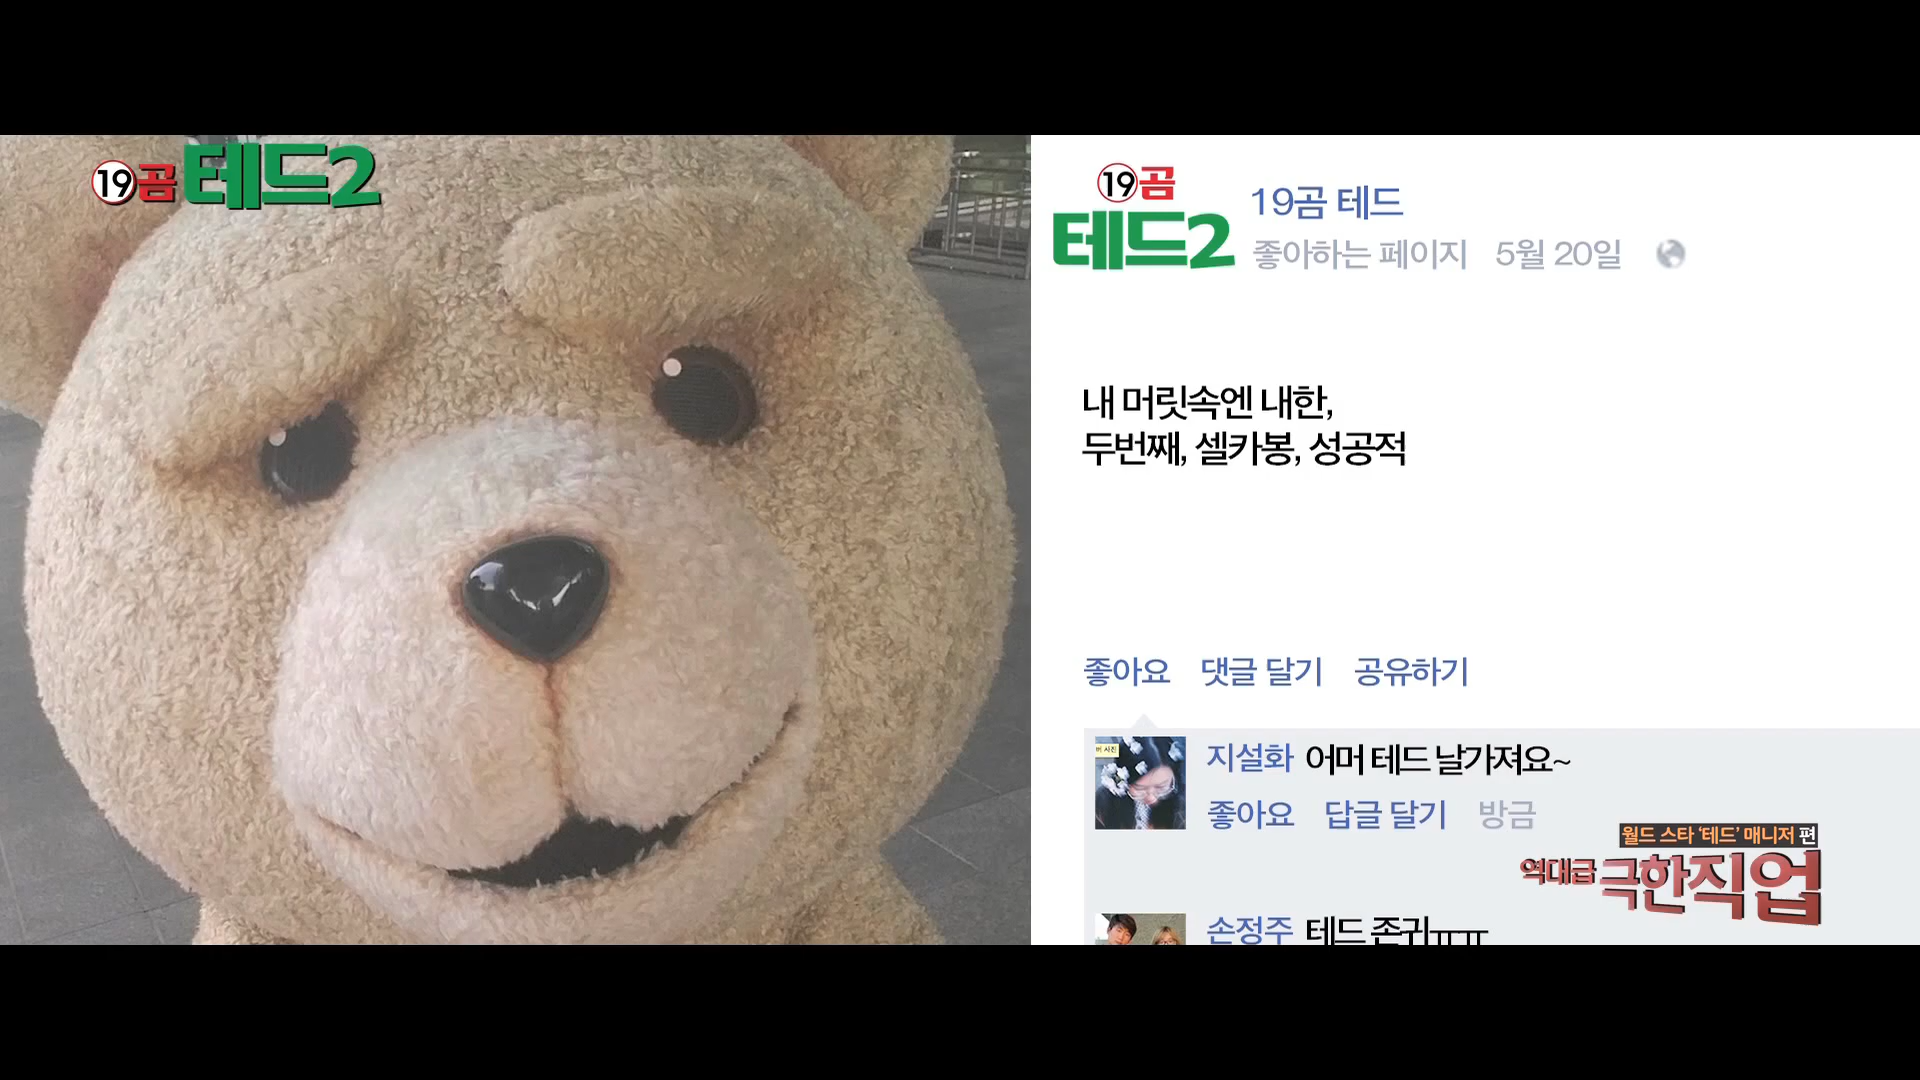 19곰 테드2
19곰
테드2
19곰 테드
좋아하는 페이지 5월 20일
내 머릿속엔 내한,
두번째, 셀카봉, 성공적
좋아요 댓글 달기 공유하기
지설화 어머 테드 날가져요~
좋아요 답글 달기 방금
월드 스타 ‘테드’ 매니저 편
역대급 극한직업
손정주 테드 존귀ㅠㅠ